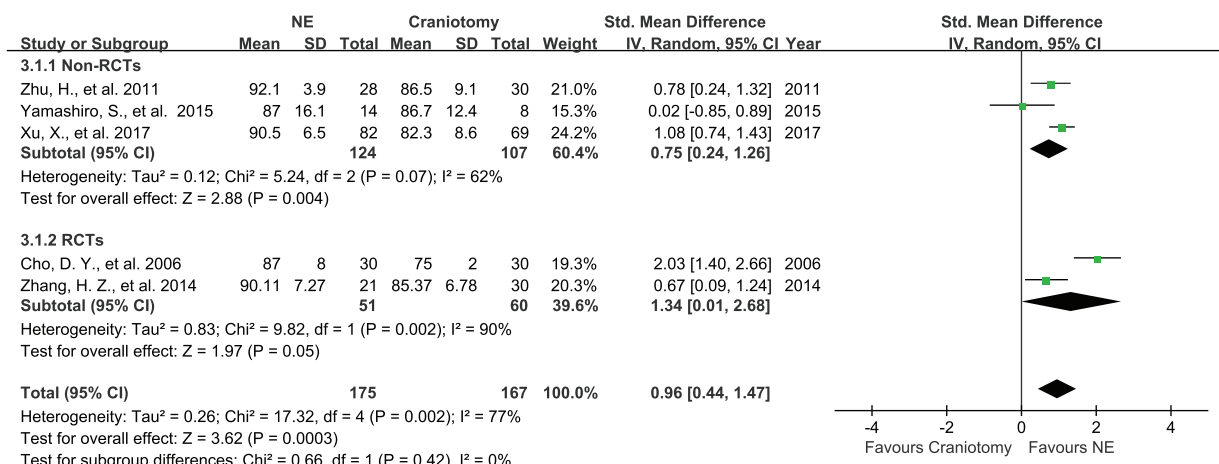 NE Craniotomy Std. Mean Difference Std. Mean Difference
Study or Subgroup Mean SD Total Mean SD Total Weight IV, Random, 95% CI Year IV, Random, 95% CI
3.1.1 Non-RCTs
Zhu, H., et al. 2011 92.1 3.9 28 86.5 9.1 30 21.0% 0.78 [0.24, 1.32] 2011
Yamashiro, S., et al. 2015 87 16.1 14 86.7 12.4 8 15.3% 0.02 [-0.85, 0.89] 2015
Xu, X., et al. 2017 90.5 6.5 82 82.3 8.6 69 24.2% 1.08 [0.74, 1.43] 2017
Subtotal (95% CI) 124 107 60.4% 0.75 [0.24, 1.26]
Heterogeneity: Tau² = 0.12; Chi² = 5.24, df = 2 (P = 0.07); I² = 62%
Test for overall effect: Z = 2.88 (P = 0.004)
3.1.2 RCTs
Cho, D. Y., et al. 2006 87 8 30 75 2 30 19.3% 2.03 [1.40, 2.66] 2006
Zhang, H. Z., et al. 2014 90.11 7.27 21 85.37 6.78 30 20.3% 0.67 [0.09, 1.24] 2014
Subtotal (95% CI) 51 60 39.6% 1.34 [0.01, 2.68]
Heterogeneity: Tau² = 0.83; Chi² = 9.82, df = 1 (P = 0.002); I² = 90%
Test for overall effect: Z = 1.97 (P = 0.05)
Total (95% CI) 175 167 100.0% 0.96 [0.44, 1.47]
Heterogeneity: Tau² = 0.26; Chi² = 17.32, df = 4 (P = 0.002); I² = 77%
Test for overall effect: Z = 3.62 (P = 0.0003)
Test for subgroup differences: Chi² = 0.66, df = 1 (P = 0.42), I² = 0%
-4 -2 0 2 4
Favours Craniotomy Favours NE